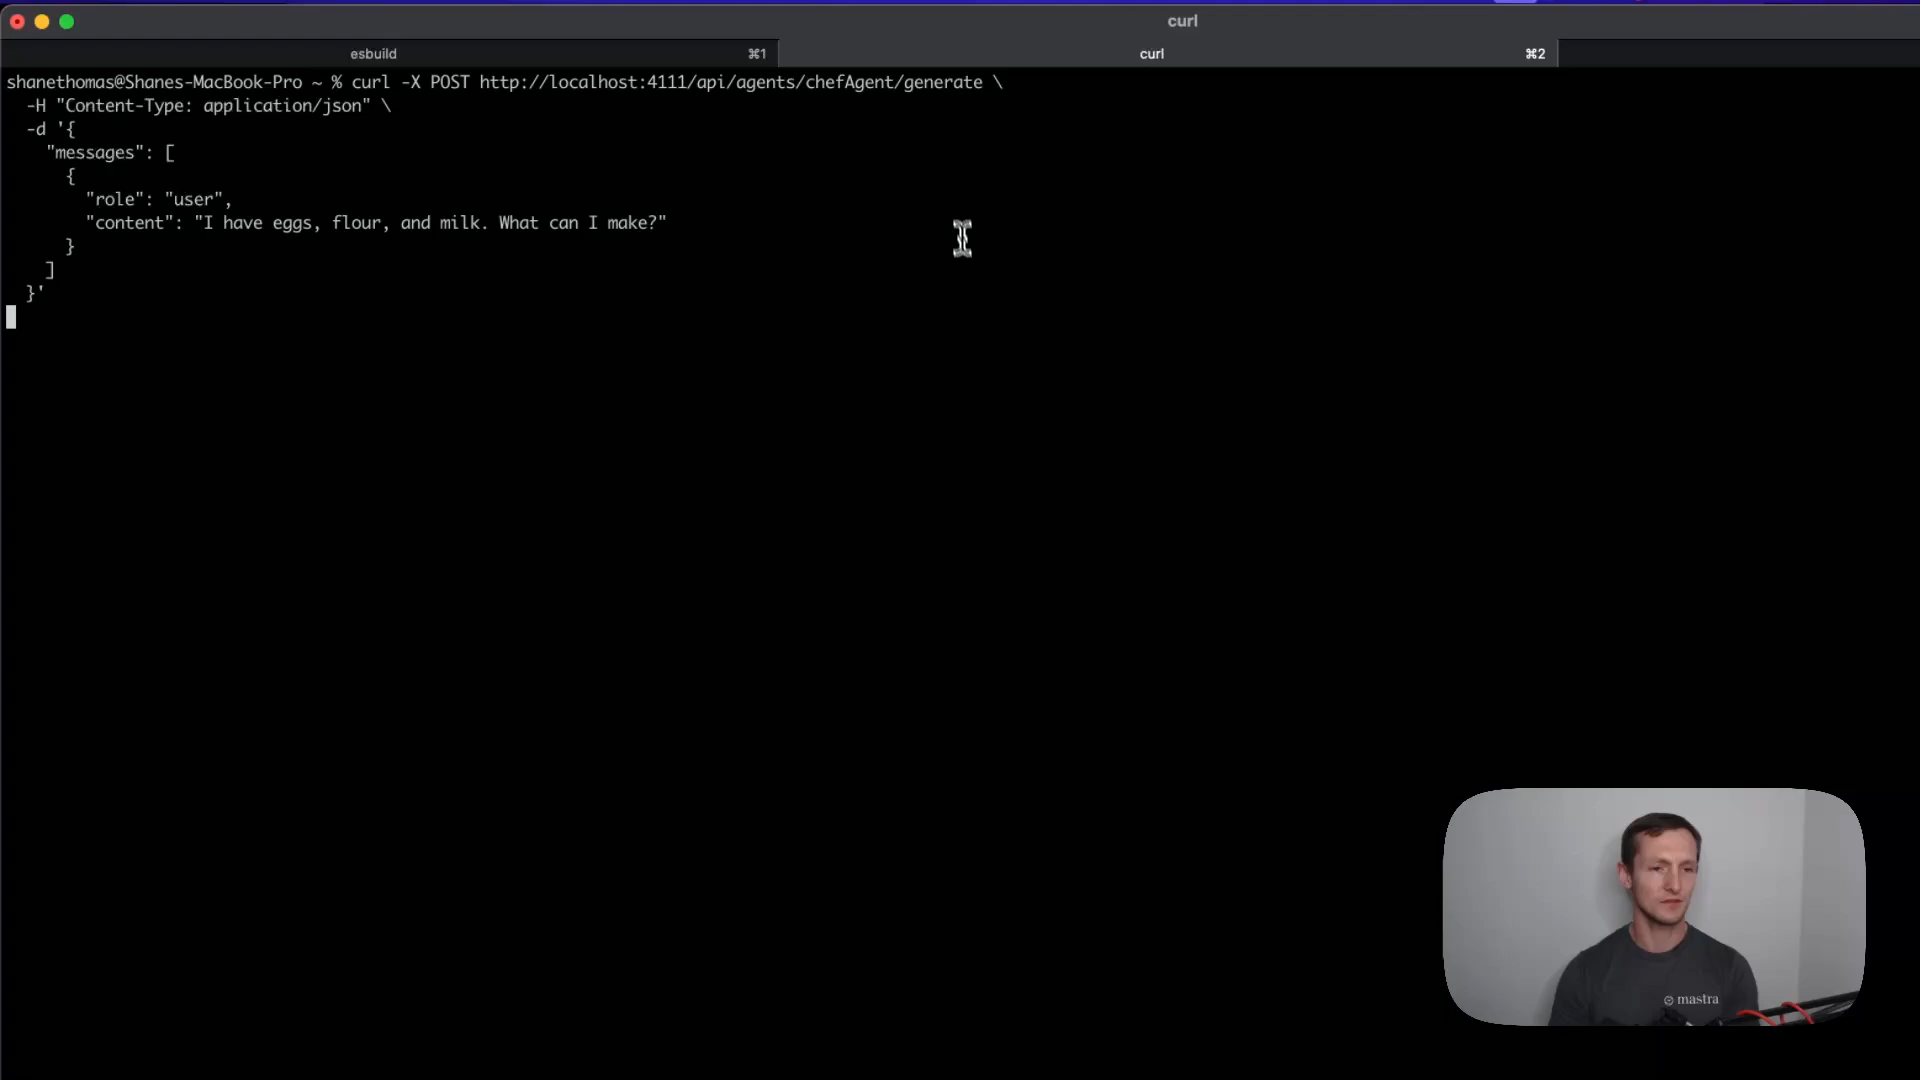 curl
esbuild ⌘1 curl ⌘2
shanethomas@Shanes-MacBook-Pro ~ % curl -X POST http://localhost:4111/api/agents/chefAgent/generate \
-H "Content-Type: application/json" \
-d '{
"messages": [
{
"role": "user",
"content": "I have eggs, flour, and milk. What can I make?"
}
]
}'
mastra